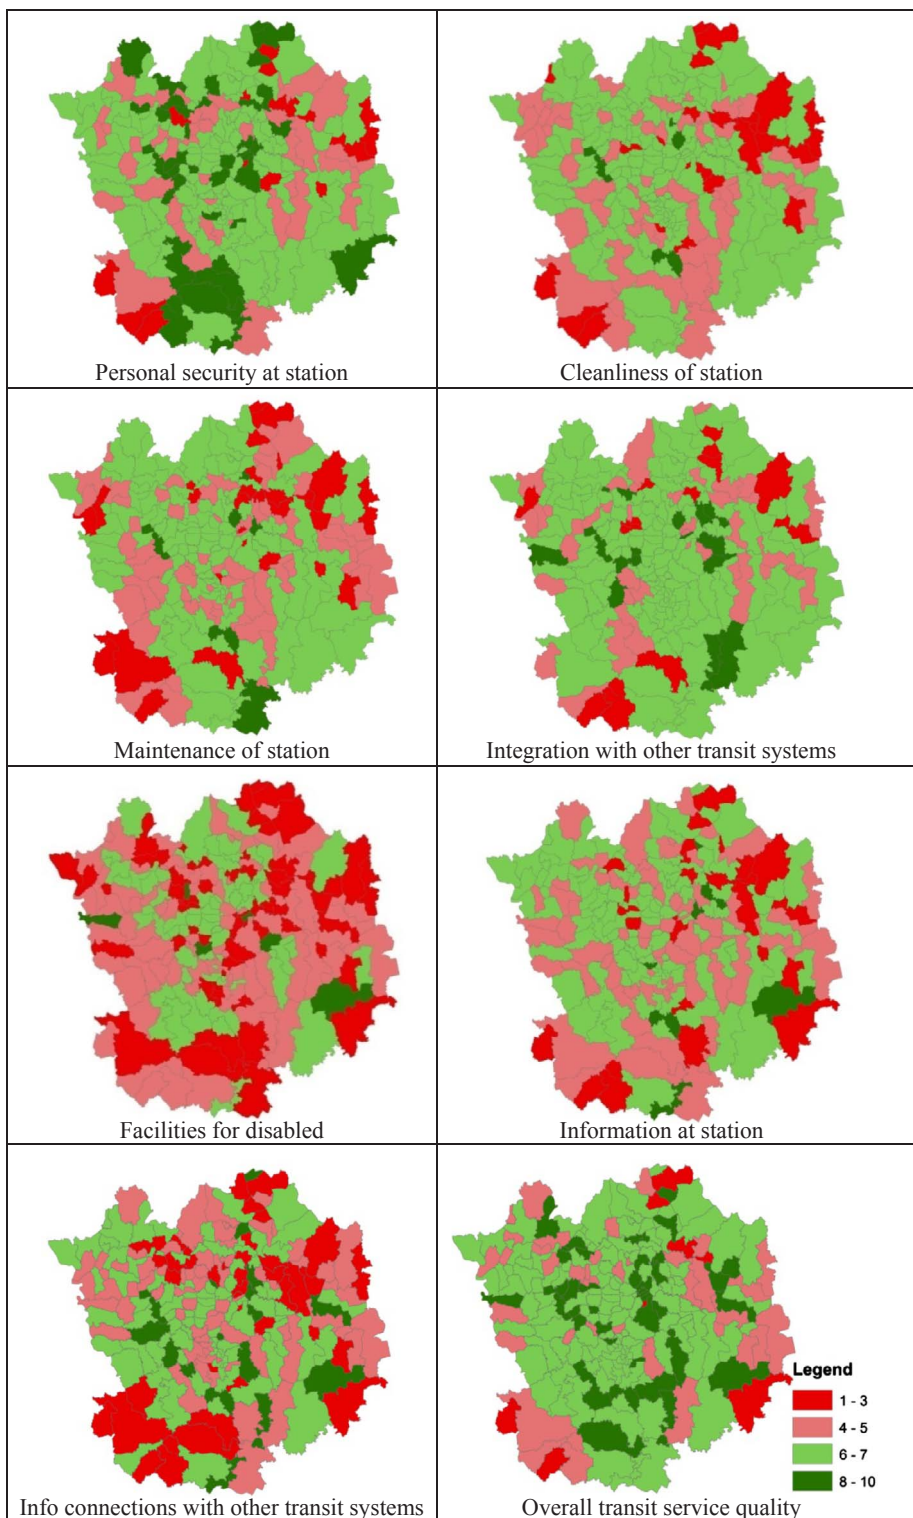 Personal security at station
Cleanliness of station
Maintenance of station
Integration with other transit systems
Facilities for disabled
Information at station
Legend
1 - 3
4 - 5
6 - 7
8 - 10
Info connections with other transit systems
Overall transit service quality